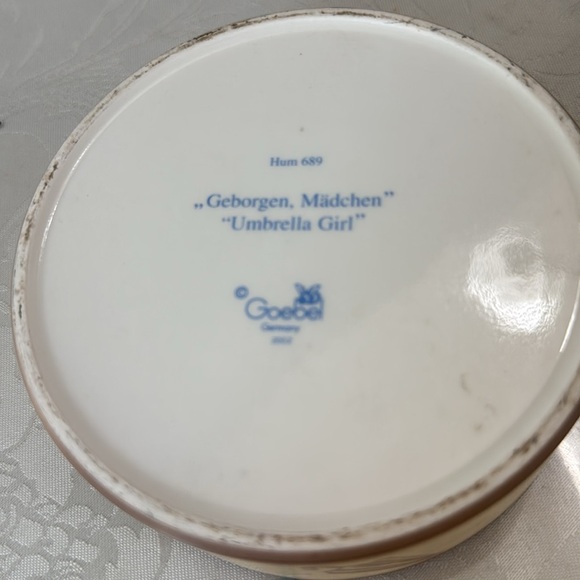 Hum 689
„Geborgen, Mädchen”
“Umbrella Girl”
© Goebel
Germany